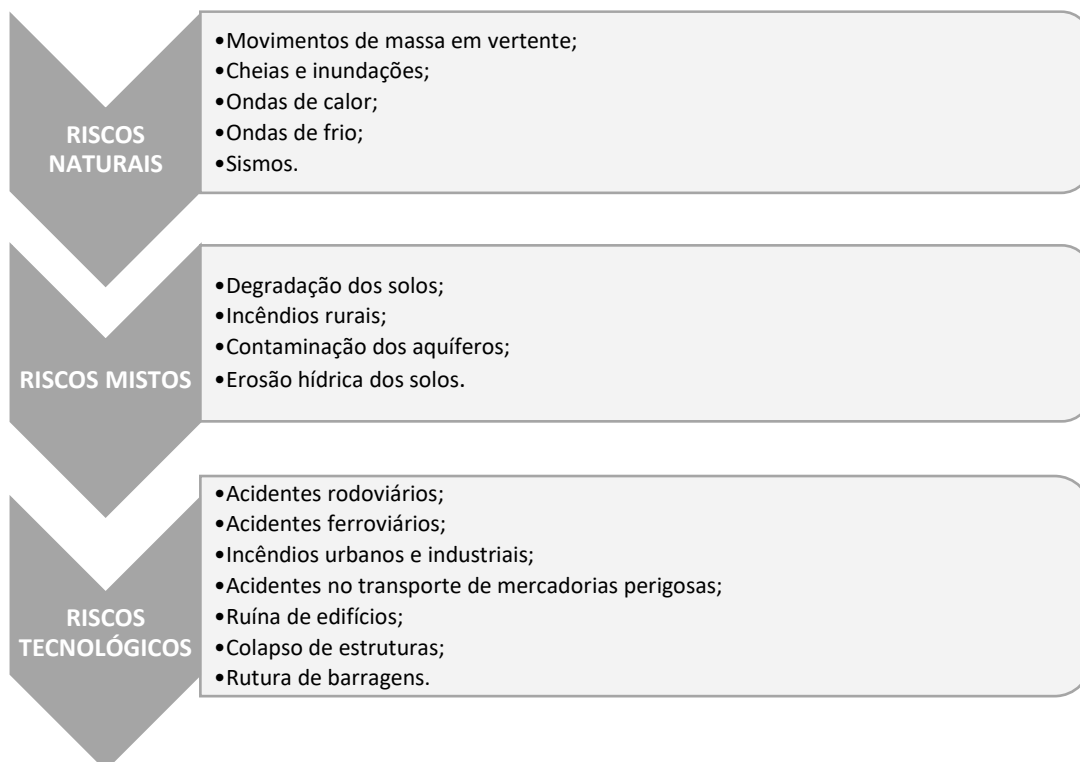 RISCOS
NATURAIS
•Movimentos de massa em vertente;
•Cheias e inundações;
•Ondas de calor;
•Ondas de frio;
•Sismos.
RISCOS MISTOS
•Degradação dos solos;
•Incêndios rurais;
•Contaminação dos aquíferos;
•Erosão hídrica dos solos.
RISCOS
TECNOLÓGICOS
•Acidentes rodoviários;
•Acidentes ferroviários;
•Incêndios urbanos e industriais;
•Acidentes no transporte de mercadorias perigosas;
•Ruína de edifícios;
•Colapso de estruturas;
•Rutura de barragens.